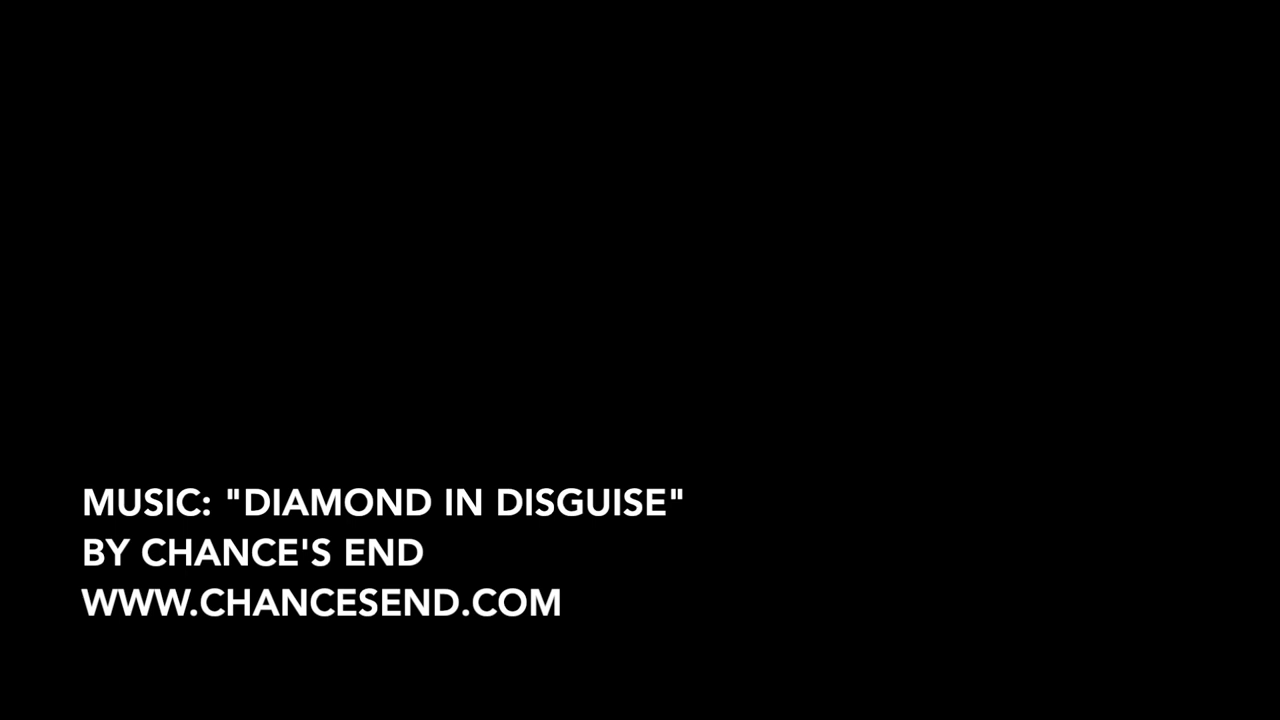 MUSIC: "DIAMOND IN DISGUISE"
BY CHANCE'S END
WWW.CHANCESEND.COM